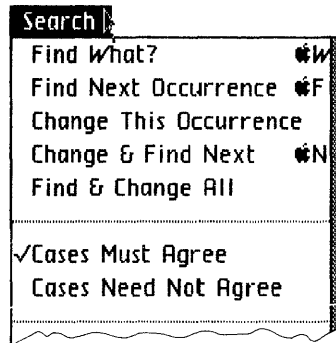 Search
Find What? W
Find Next Occurrence F
Change This Occurrence
Change & Find Next N
Find & Change All
✓Cases Must Agree
Cases Need Not Agree